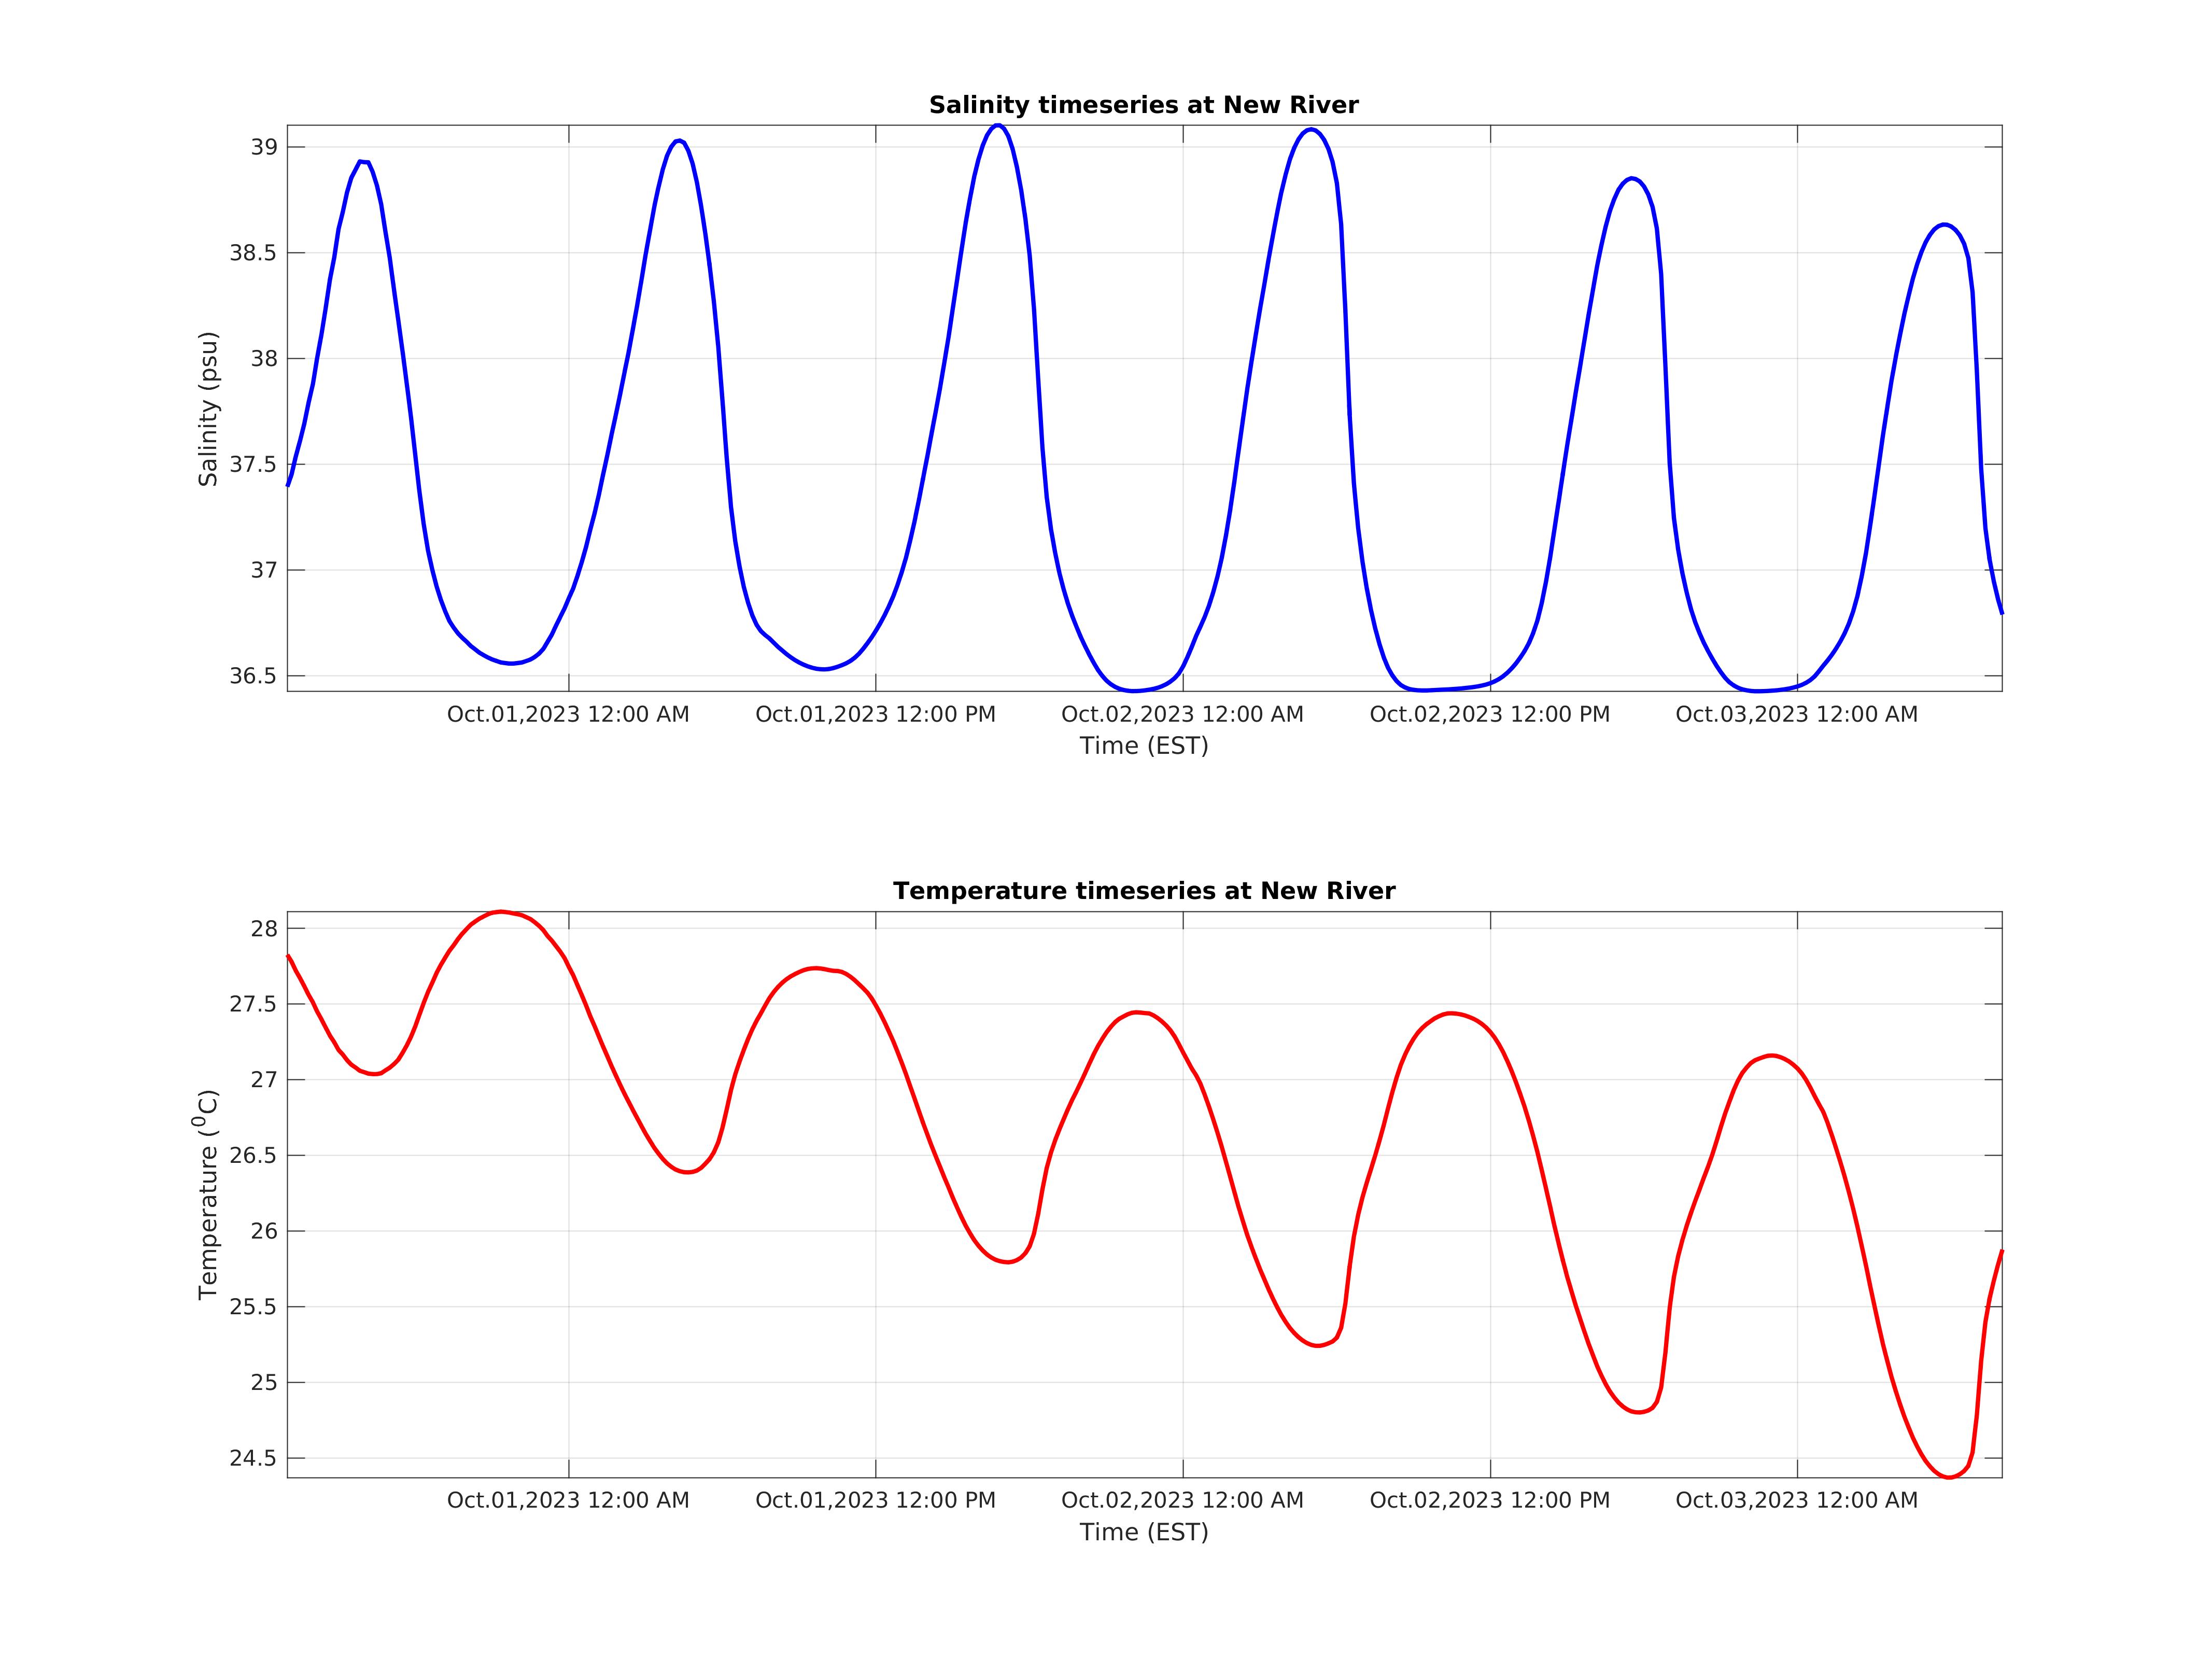 Salinity timeseries at New River
39
38.5
38
37.5
37
36.5
Salinity (psu)
Oct.01,2023 12:00 AM
Oct.01,2023 12:00 PM
Oct.02,2023 12:00 AM
Oct.02,2023 12:00 PM
Oct.03,2023 12:00 AM
Time (EST)
Temperature timeseries at New River
28
27.5
27
26.5
26
25.5
25
24.5
Temperature (⁰C)
Oct.01,2023 12:00 AM
Oct.01,2023 12:00 PM
Oct.02,2023 12:00 AM
Oct.02,2023 12:00 PM
Oct.03,2023 12:00 AM
Time (EST)